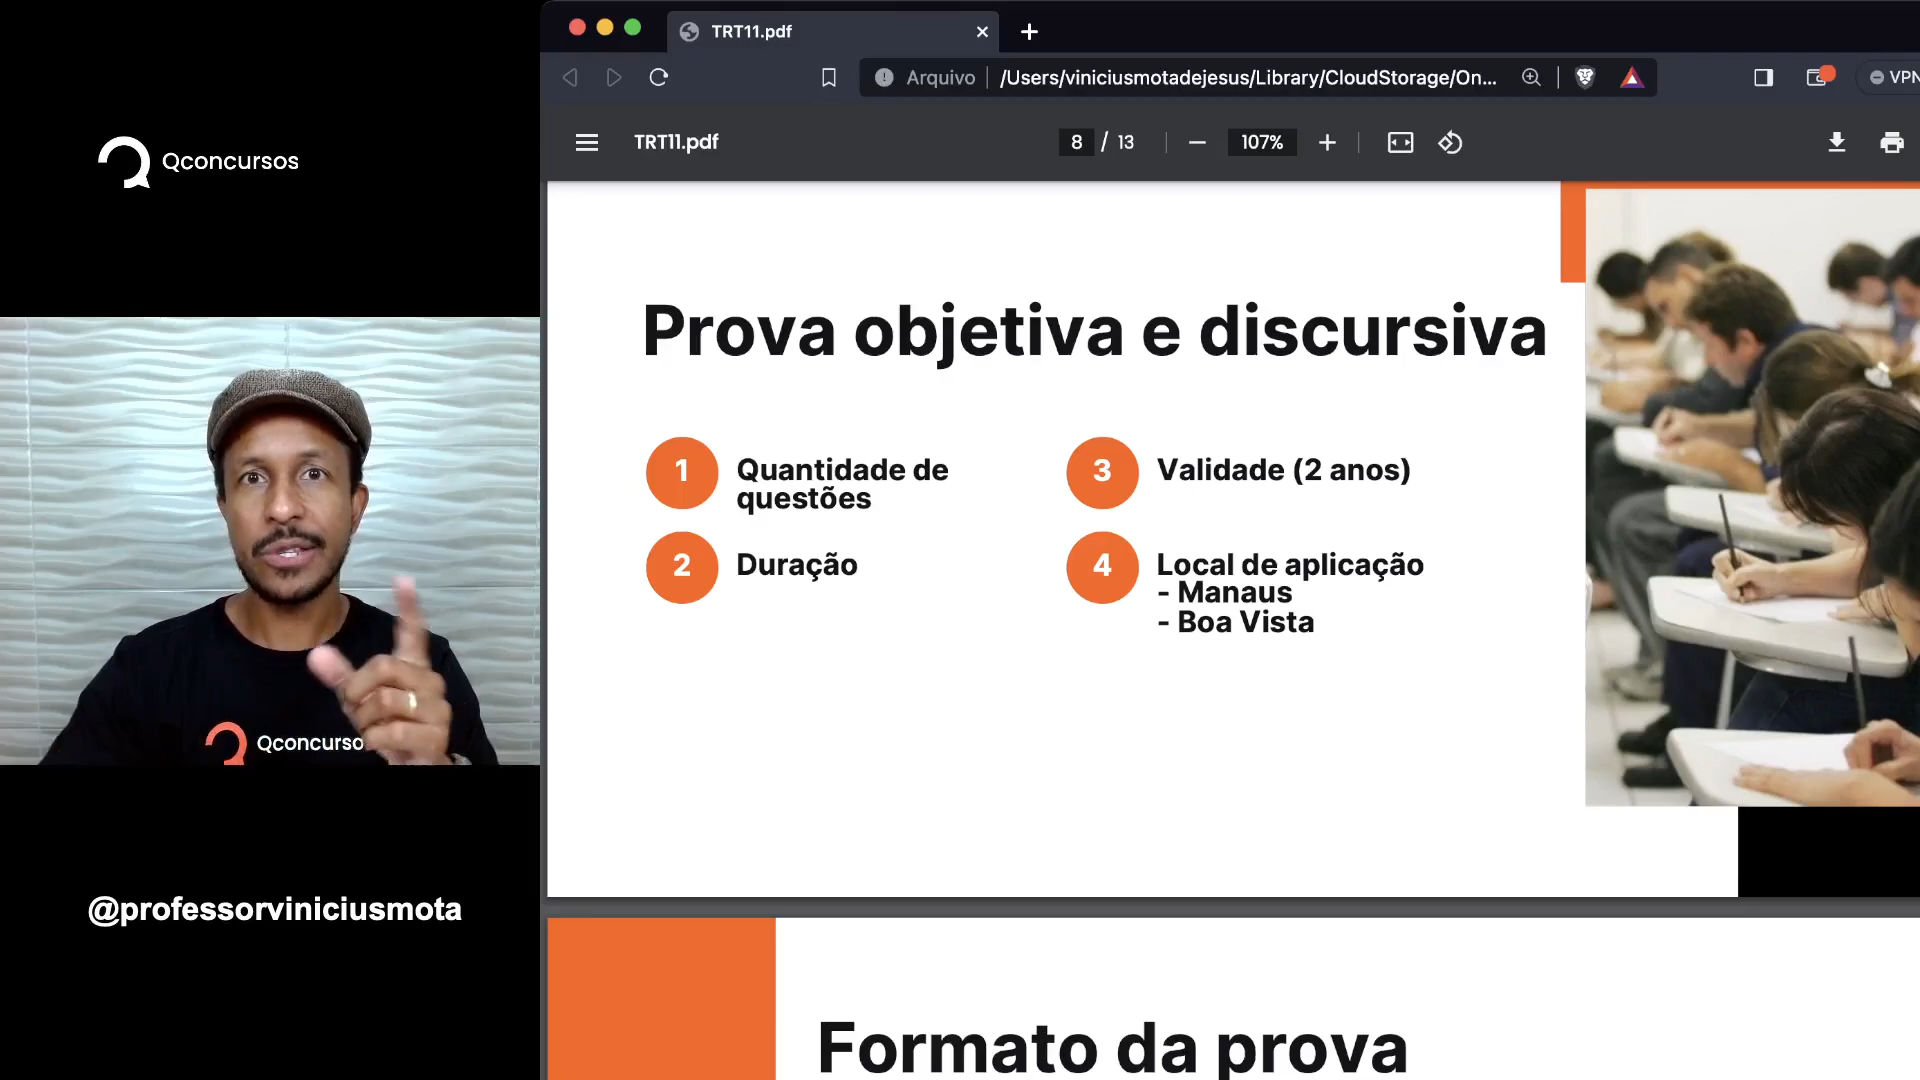 TRT11.pdf
Arquivo
/Users/viniciusmotadejesus/Library/CloudStorage/On...
VPN
TRT11.pdf
8 / 13
107%
Qconcursos
Prova objetiva e discursiva
1 Quantidade de
questões
2 Duração
3 Validade (2 anos)
4 Local de aplicação
- Manaus
- Boa Vista
Qconcurso
@professorviniciusmota
Formato da prova